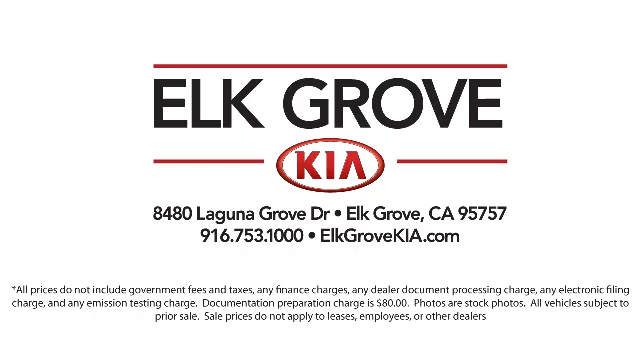 ELK GROVE
KIA
8480 Laguna Grove Dr • Elk Grove, CA 95757
916.753.1000 • ElkGroveKIA.com
*All prices do not include government fees and taxes, any finance charges, any dealer document processing charge, any electronic filing
charge, and any emission testing charge. Documentation preparation charge is $80.00. Photos are stock photos. All vehicles subject to
prior sale. Sale prices do not apply to leases, employees, or other dealers